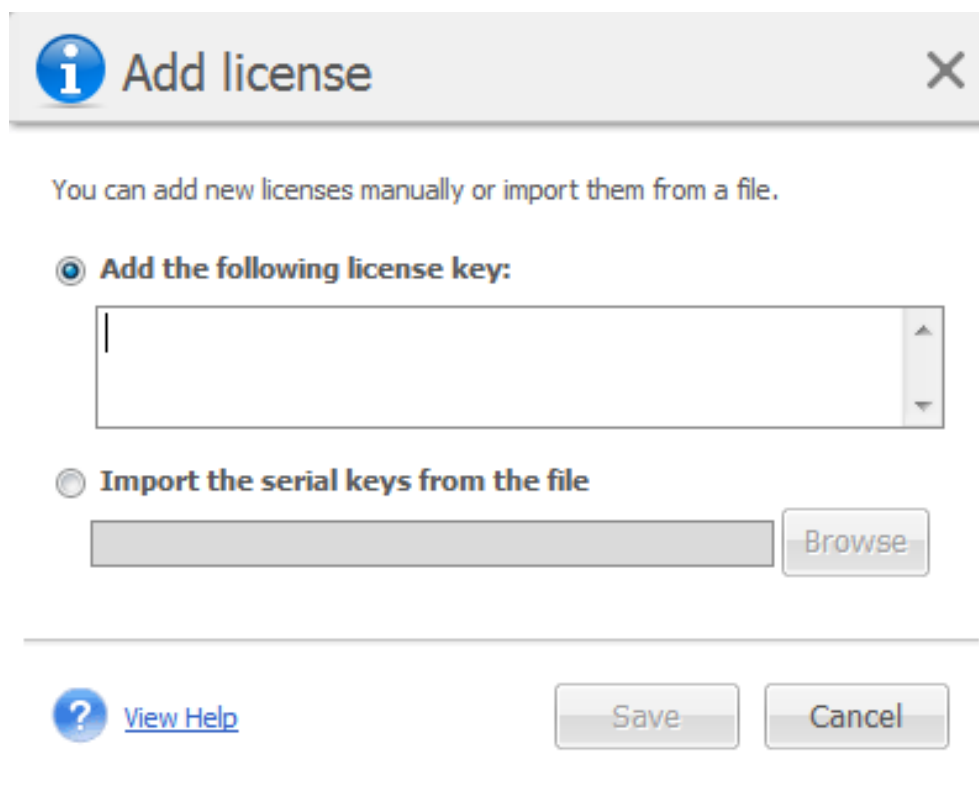 Add license
You can add new licenses manually or import them from a file.
Add the following license key:
Import the serial keys from the file
Browse
View Help
Save
Cancel